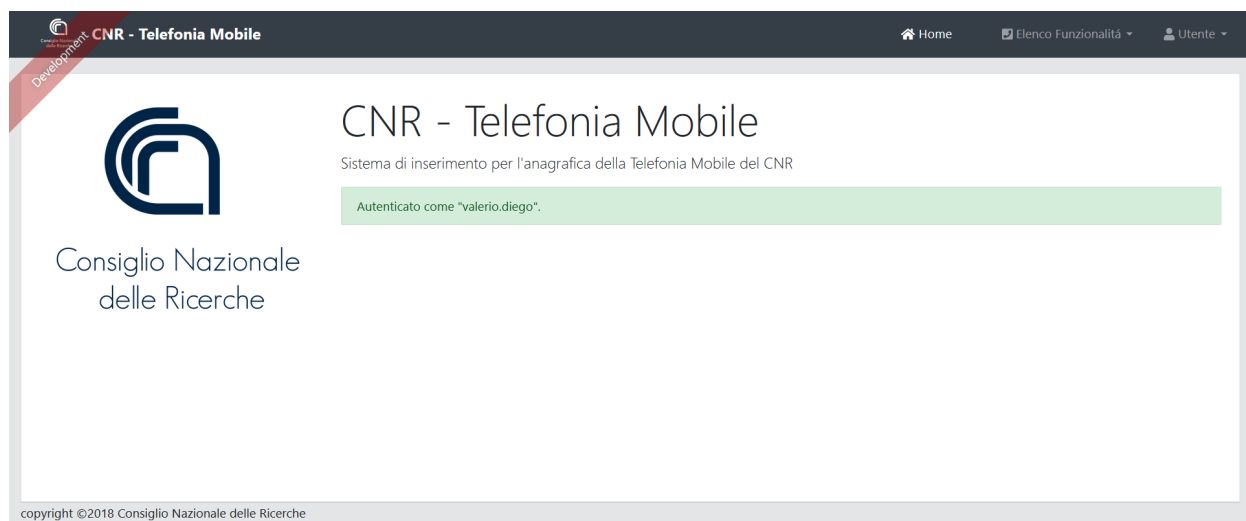 CNR - Telefonia Mobile
Home
Elenco Funzionalitá
Utente
Development
Consiglio Nazionale
delle Ricerche
CNR - Telefonia Mobile
Sistema di inserimento per l'anagrafica della Telefonia Mobile del CNR
Autenticato come "valerio.diego".
copyright ©2018 Consiglio Nazionale delle Ricerche